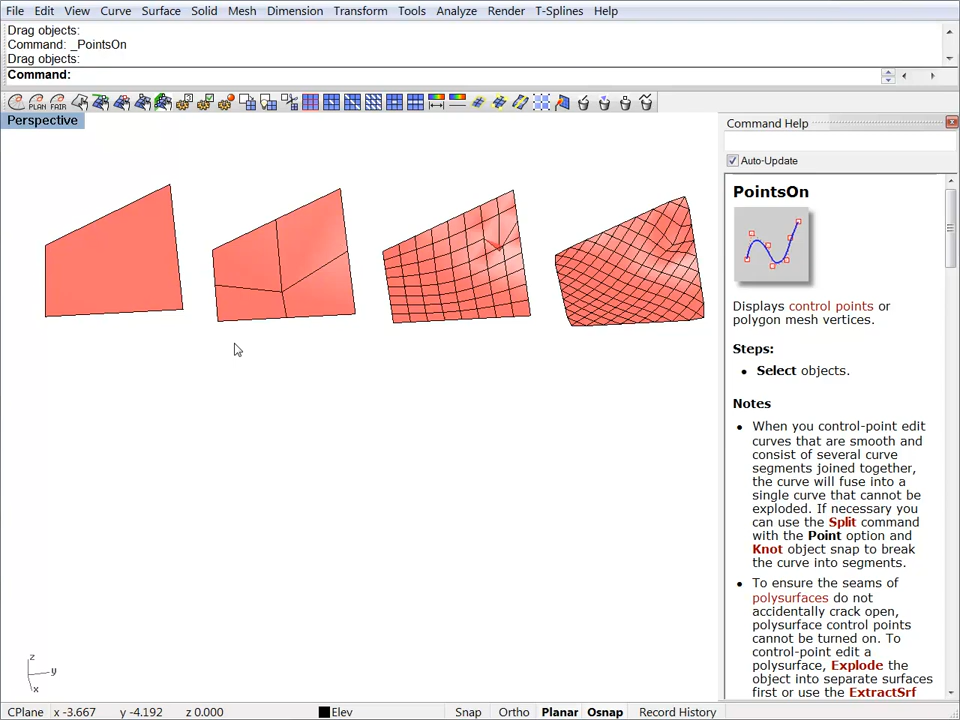 File Edit View Curve Surface Solid Mesh Dimension Transform Tools Analyze Render T-Splines Help
Drag objects:
Command: _PointsOn
Drag objects:
Command:
PLAN FAIR
Perspective
Command Help
Auto-Update
PointsOn
Displays control points or
polygon mesh vertices.
Steps:
• Select objects.
Notes
• When you control-point edit
curves that are smooth and
consist of several curve
segments joined together,
the curve will fuse into a
single curve that cannot be
exploded. If necessary you
can use the Split command
with the Point option and
Knot object snap to break
the curve into segments.
• To ensure the seams of
polysurfaces do not
accidentally crack open,
polysurface control points
cannot be turned on. To
control-point edit a
polysurface, Explode the
object into separate surfaces
first or use the ExtractSrf
z
y
x
CPlane x -3.667 y -4.192 z 0.000 Elev Snap Ortho Planar Osnap Record History